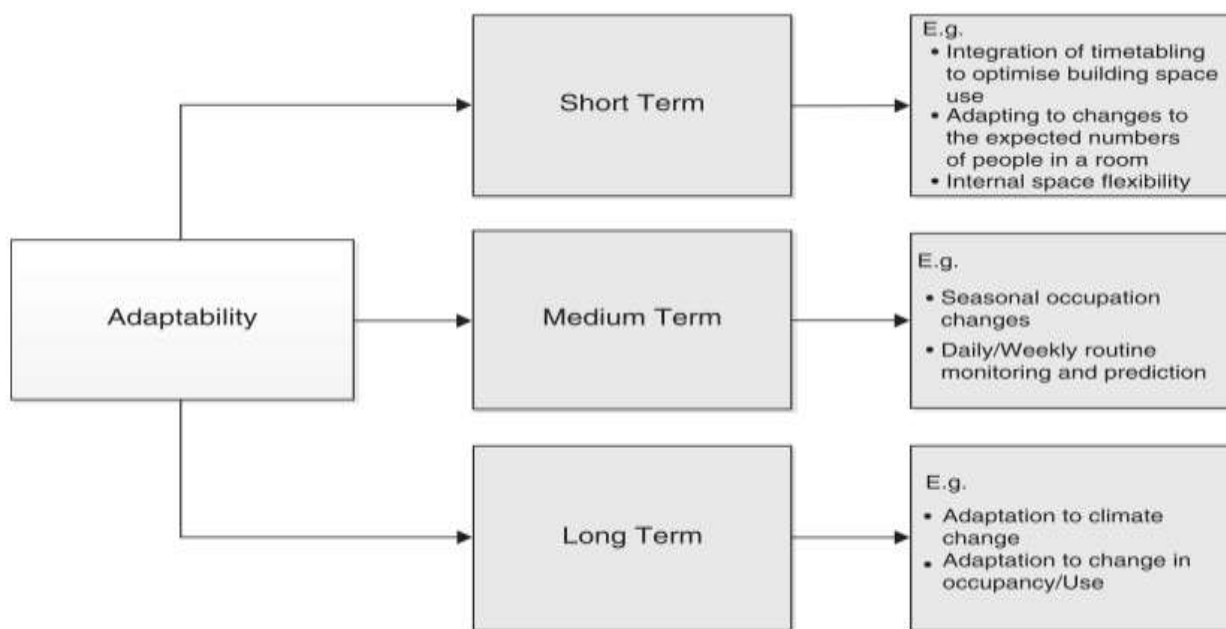 Adaptability
Short Term
E.g.
• Integration of timetabling
to optimise building space
use
• Adapting to changes to
the expected numbers
of people in a room
• Internal space flexibility
Medium Term
E.g.
• Seasonal occupation
changes
• Daily/Weekly routine
monitoring and prediction
Long Term
E.g.
• Adaptation to climate
change
• Adaptation to change in
occupancy/Use